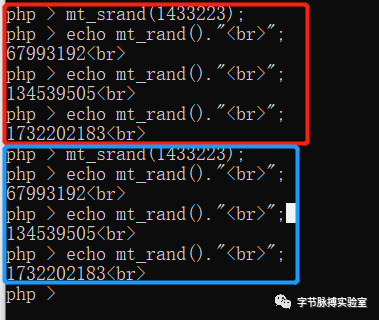 php > mt_srand(1433223);
php > echo mt_rand()."<br>";
67993192<br>
php > echo mt_rand()."<br>";
134539505<br>
php > echo mt_rand()."<br>";
1732202183<br>
php > mt_srand(1433223);
php > echo mt_rand()."<br>";
67993192<br>
php > echo mt_rand()."<br>";
134539505<br>
php > echo mt_rand()."<br>";
1732202183<br>
php >
字节脉搏实验室